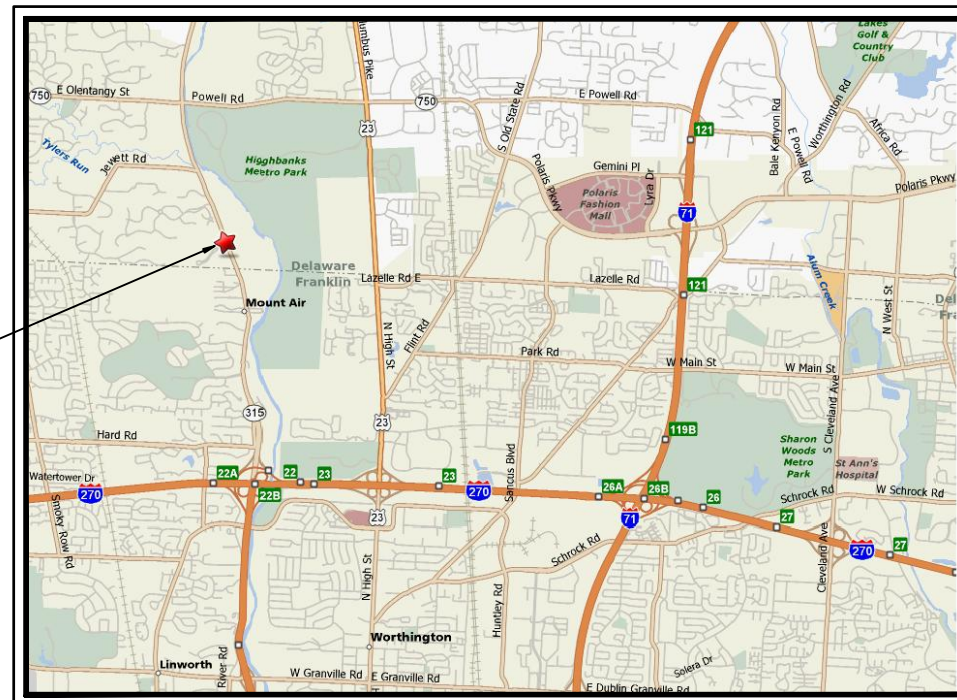 Lakes
Golf &
Country
Club
lumbus Pike
750
E Olentangy St
Powell Rd
750
E Powell Rd
S Old State Rd
Worthington Rd
Africa Rd
23
121
Tylers Run
Jewett Rd
Highbanks
Metro Park
Bale Kenyon Rd
E Powell Rd
Polaris Pkwy
Gemini Pl
Polaris
Fashion
Mall
Lyra Dr
Polaris Pkwy
71
Delaware
Franklin
Lazelle Rd E
Lazelle Rd
121
Alum Creek
N West St
Del
Fra
Mount Air
N High St
Flint Rd
Park Rd
W Main St
W Main St
315
23
Hard Rd
119B
S Cleveland Ave
Sharon
Woods
Metro
Park
St Ann's
Hospital
Watertower Dr
22A
22
23
23
Sancus Blvd
26A
26B
26
Schrock Rd
W Schrock Rd
270
22B
270
71
27
Smoky Row Rd
23
Schrock Rd
Cleveland Ave
270
27
N High St
Huntley Rd
Worthington
Linworth
River Rd
W Granville Rd
E Granville Rd
Solera Dr
E Dublin Granville Rd